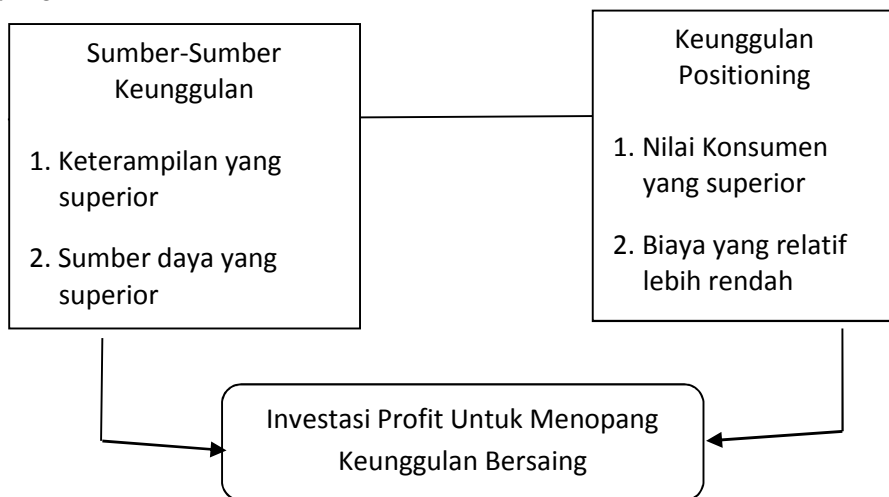 Sumber-Sumber
Keunggulan
1. Keterampilan yang
superior
2. Sumber daya yang
superior
Keunggulan
Positioning
1. Nilai Konsumen
yang superior
2. Biaya yang relatif
lebih rendah
Investasi Profit Untuk Menopang
Keunggulan Bersaing